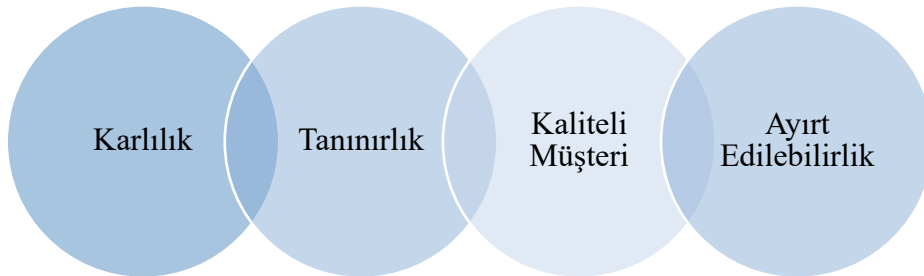 Karlılık
Tanınırlık
Kaliteli
Müşteri
Ayırt
Edilebilirlik